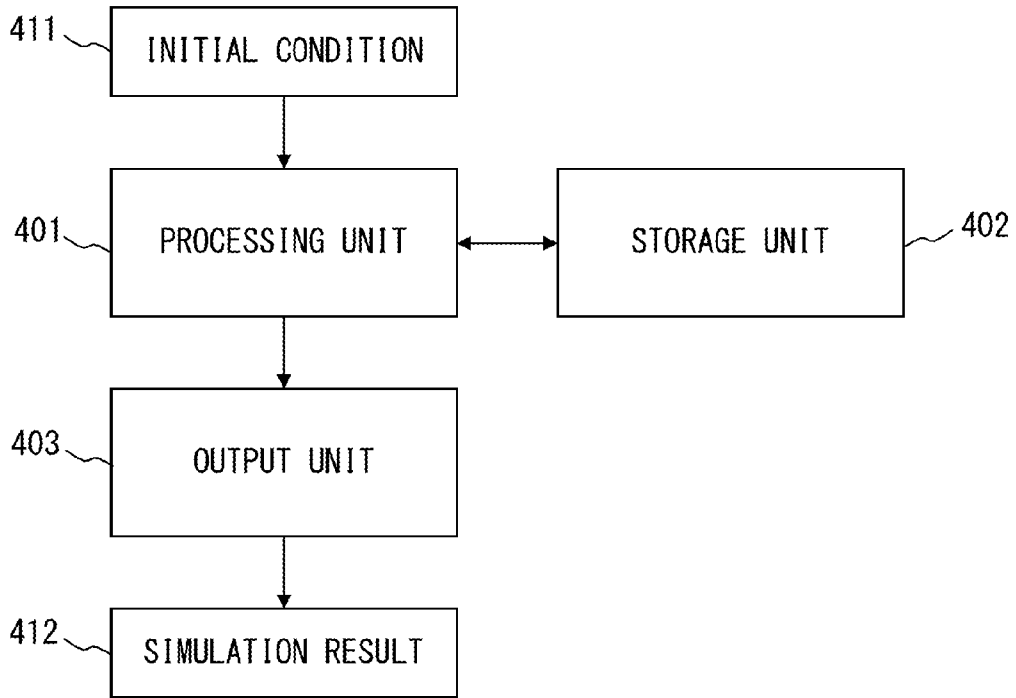 411
INITIAL CONDITION
401
PROCESSING UNIT
STORAGE UNIT
402
403
OUTPUT UNIT
412
SIMULATION RESULT